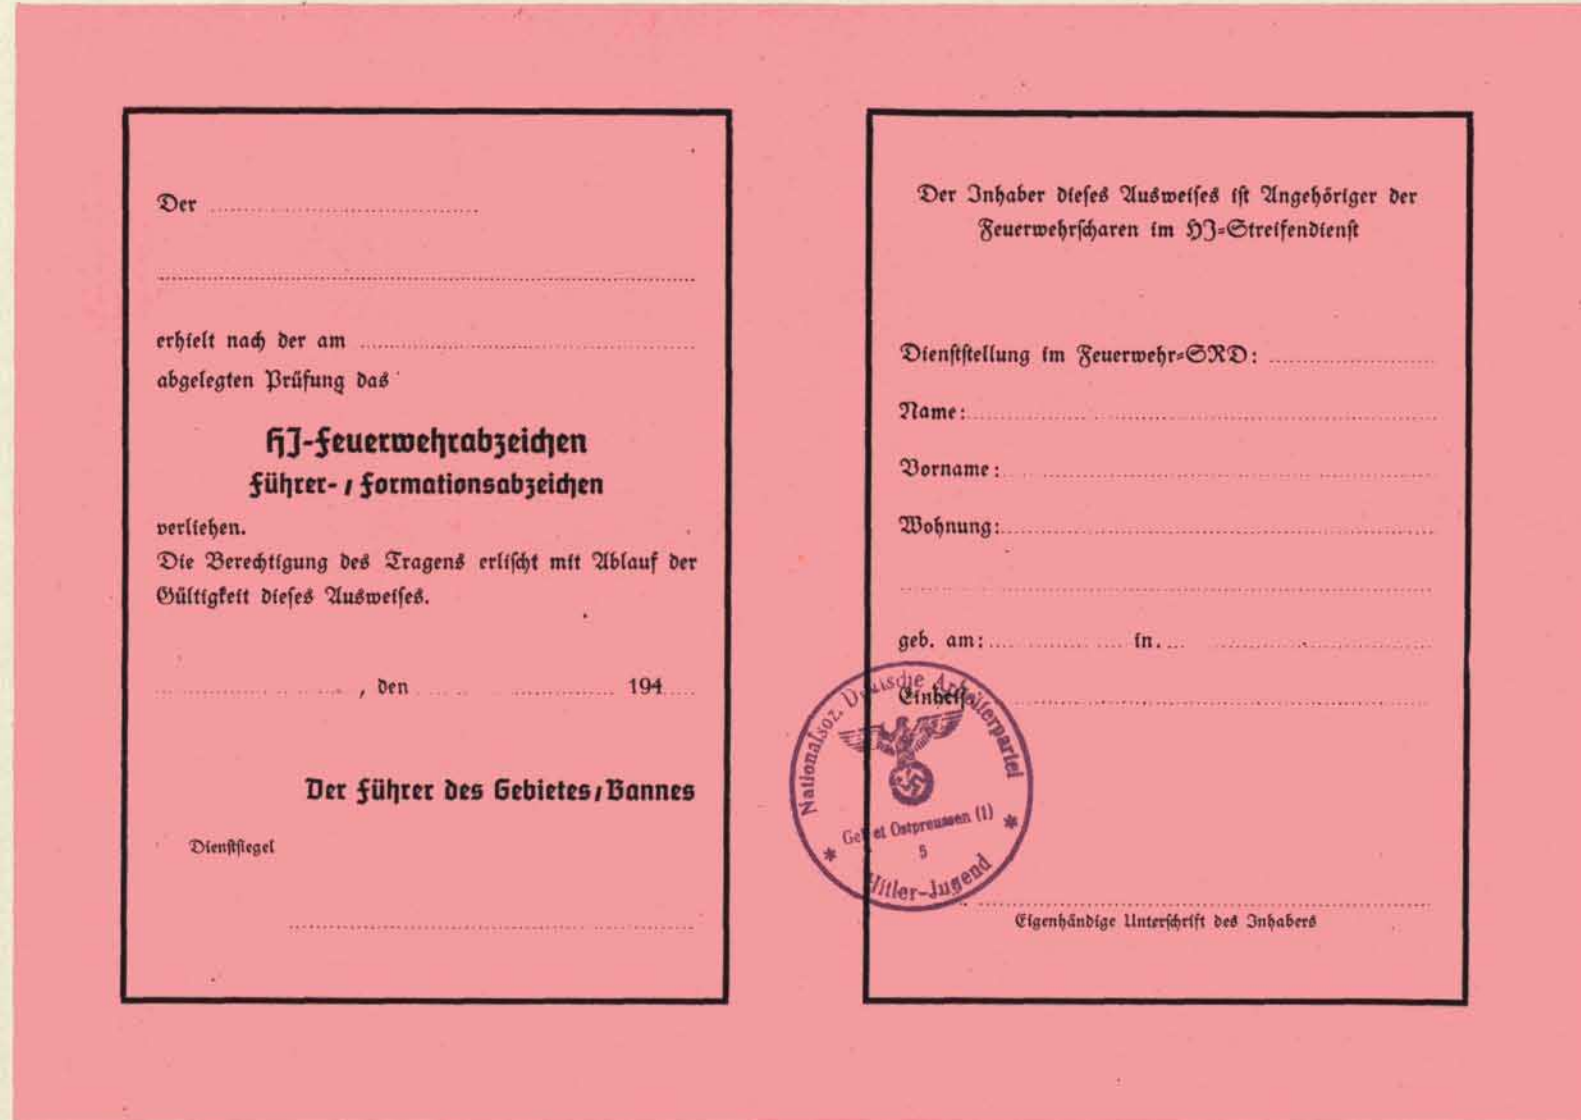 Der
erhielt nach der am
abgelegten Prüfung das
HJ-Feuerwehrabzeichen
Führer- / Formationsabzeichen
verliehen.
Die Berechtigung des Tragens erlischt mit Ablauf der
Gültigkeit dieses Ausweises.
, den 194
Der Führer des Gebietes/Bannes
Dienstsiegel
Der Inhaber dieses Ausweises ist Angehöriger der
Feuerwehrscharen im HJ-Streifendienst
Dienststellung im Feuerwehr-SRD:
Name:
Vorname:
Wohnung:
geb. am: in
Einheit
Nationalsoz. Deutsche Arbeiterpartei
Gebiet Ostpreussen (1)
5
Hitler-Jugend
Eigenhändige Unterschrift des Inhabers